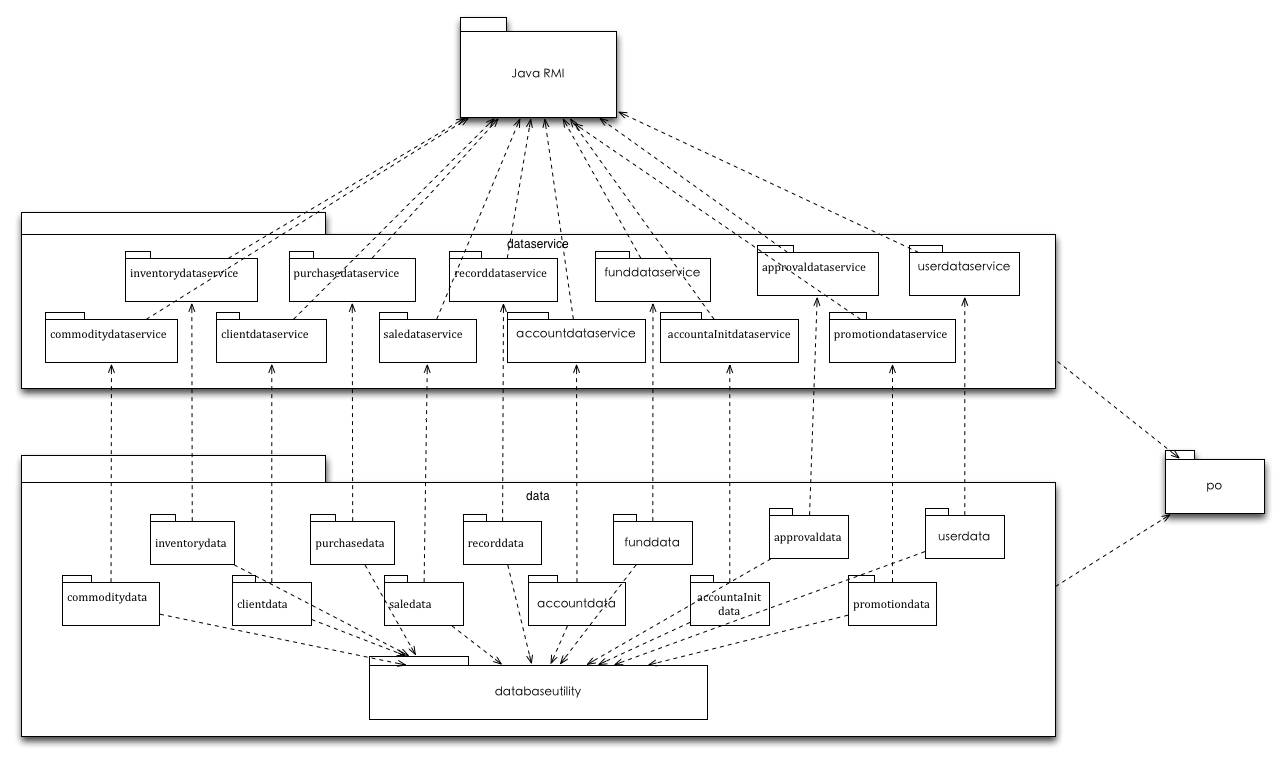 Java RMI
dataservice
inventorydataservice
purchasedataservice
recorddataservice
funddataservice
approvaldataservice
userdataservice
commoditydataservice
clientdataservice
saledataservice
accountdataservice
accountaInitdataservice
promotiondataservice
po
data
inventorydata
purchasedata
recorddata
funddata
approvaldata
userdata
commoditydata
clientdata
saledata
accountdata
accountaInit
data
promotiondata
databaseutility